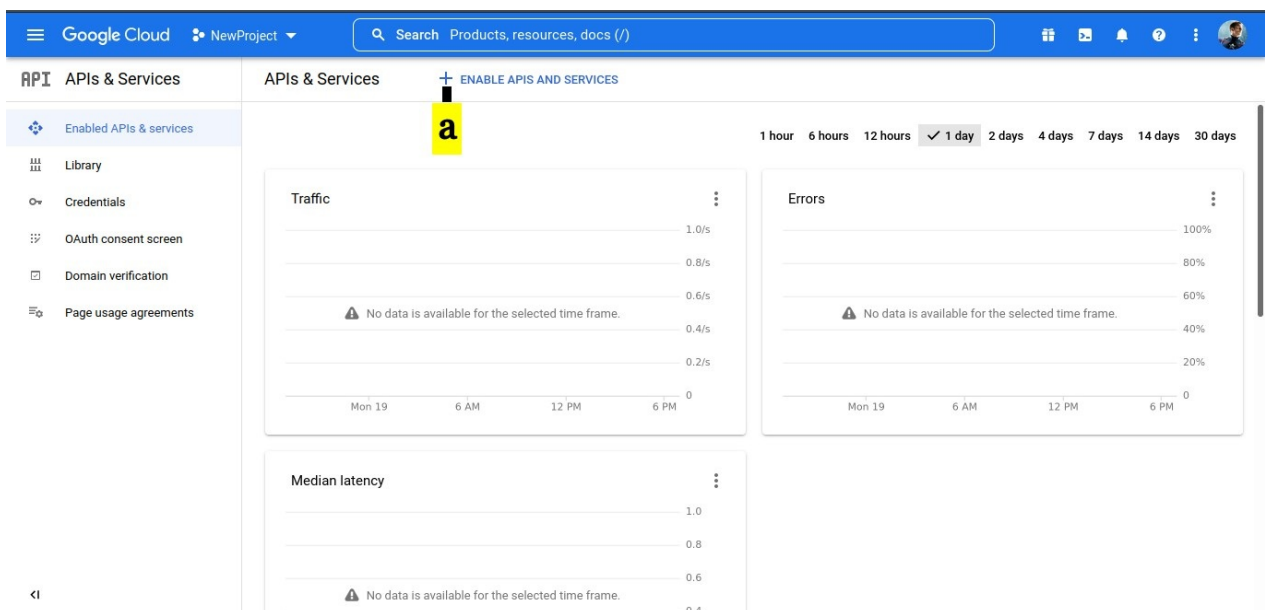 Google Cloud NewProject Search Products, resources, docs (/)
API APIs & Services
APIs & Services + ENABLE APIS AND SERVICES
a
Enabled APIs & services
Library
Credentials
OAuth consent screen
Domain verification
Page usage agreements
1 hour 6 hours 12 hours 1 day 2 days 4 days 7 days 14 days 30 days
Traffic
1.0/s
0.8/s
0.6/s
No data is available for the selected time frame.
0.4/s
0.2/s
0
Mon 19 6 AM 12 PM 6 PM
Errors
100%
80%
60%
No data is available for the selected time frame.
40%
20%
0
Mon 19 6 AM 12 PM 6 PM
Median latency
1.0
0.8
0.6
No data is available for the selected time frame.